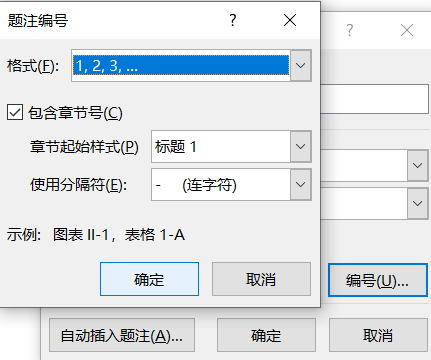 题注编号
? ×
?
×
格式(F):
1, 2, 3, ...
包含章节号(C)
章节起始样式(P)
标题 1
使用分隔符(E):
- (连字符)
示例: 图表 II-1，表格 1-A
确定
取消
编号(U)...
自动插入题注(A)...
确定
取消